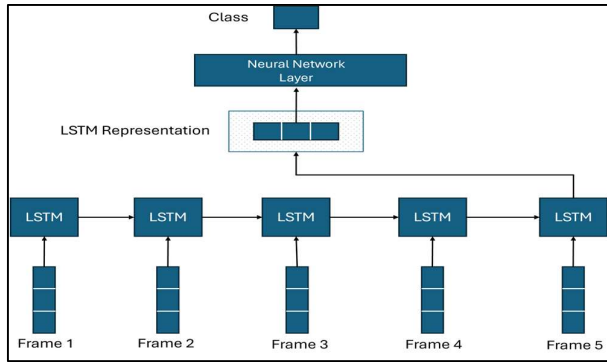 Class
Neural Network
Layer
LSTM Representation
LSTM
LSTM
LSTM
LSTM
LSTM
Frame 1
Frame 2
Frame 3
Frame 4
Frame 5